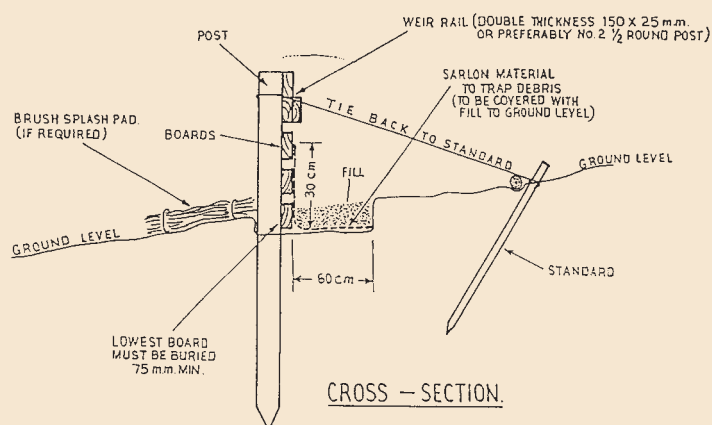 WEIR RAIL (DOUBLE THICKNESS 150 X 25 m.m.
OR PREFERABLY NO. 2 ½ ROUND POST)
POST
SARLON MATERIAL
TO TRAP DEBRIS
(TO BE COVERED WITH
FILL TO GROUND LEVEL)
TIE BACK TO STANDARD
BRUSH SPLASH PAD.
(IF REQUIRED)
BOARDS
GROUND LEVEL
30 cm
FILL
GROUND LEVEL
60 cm
STANDARD
LOWEST BOARD
MUST BE BURIED
75 m.m. MIN.
CROSS - SECTION.